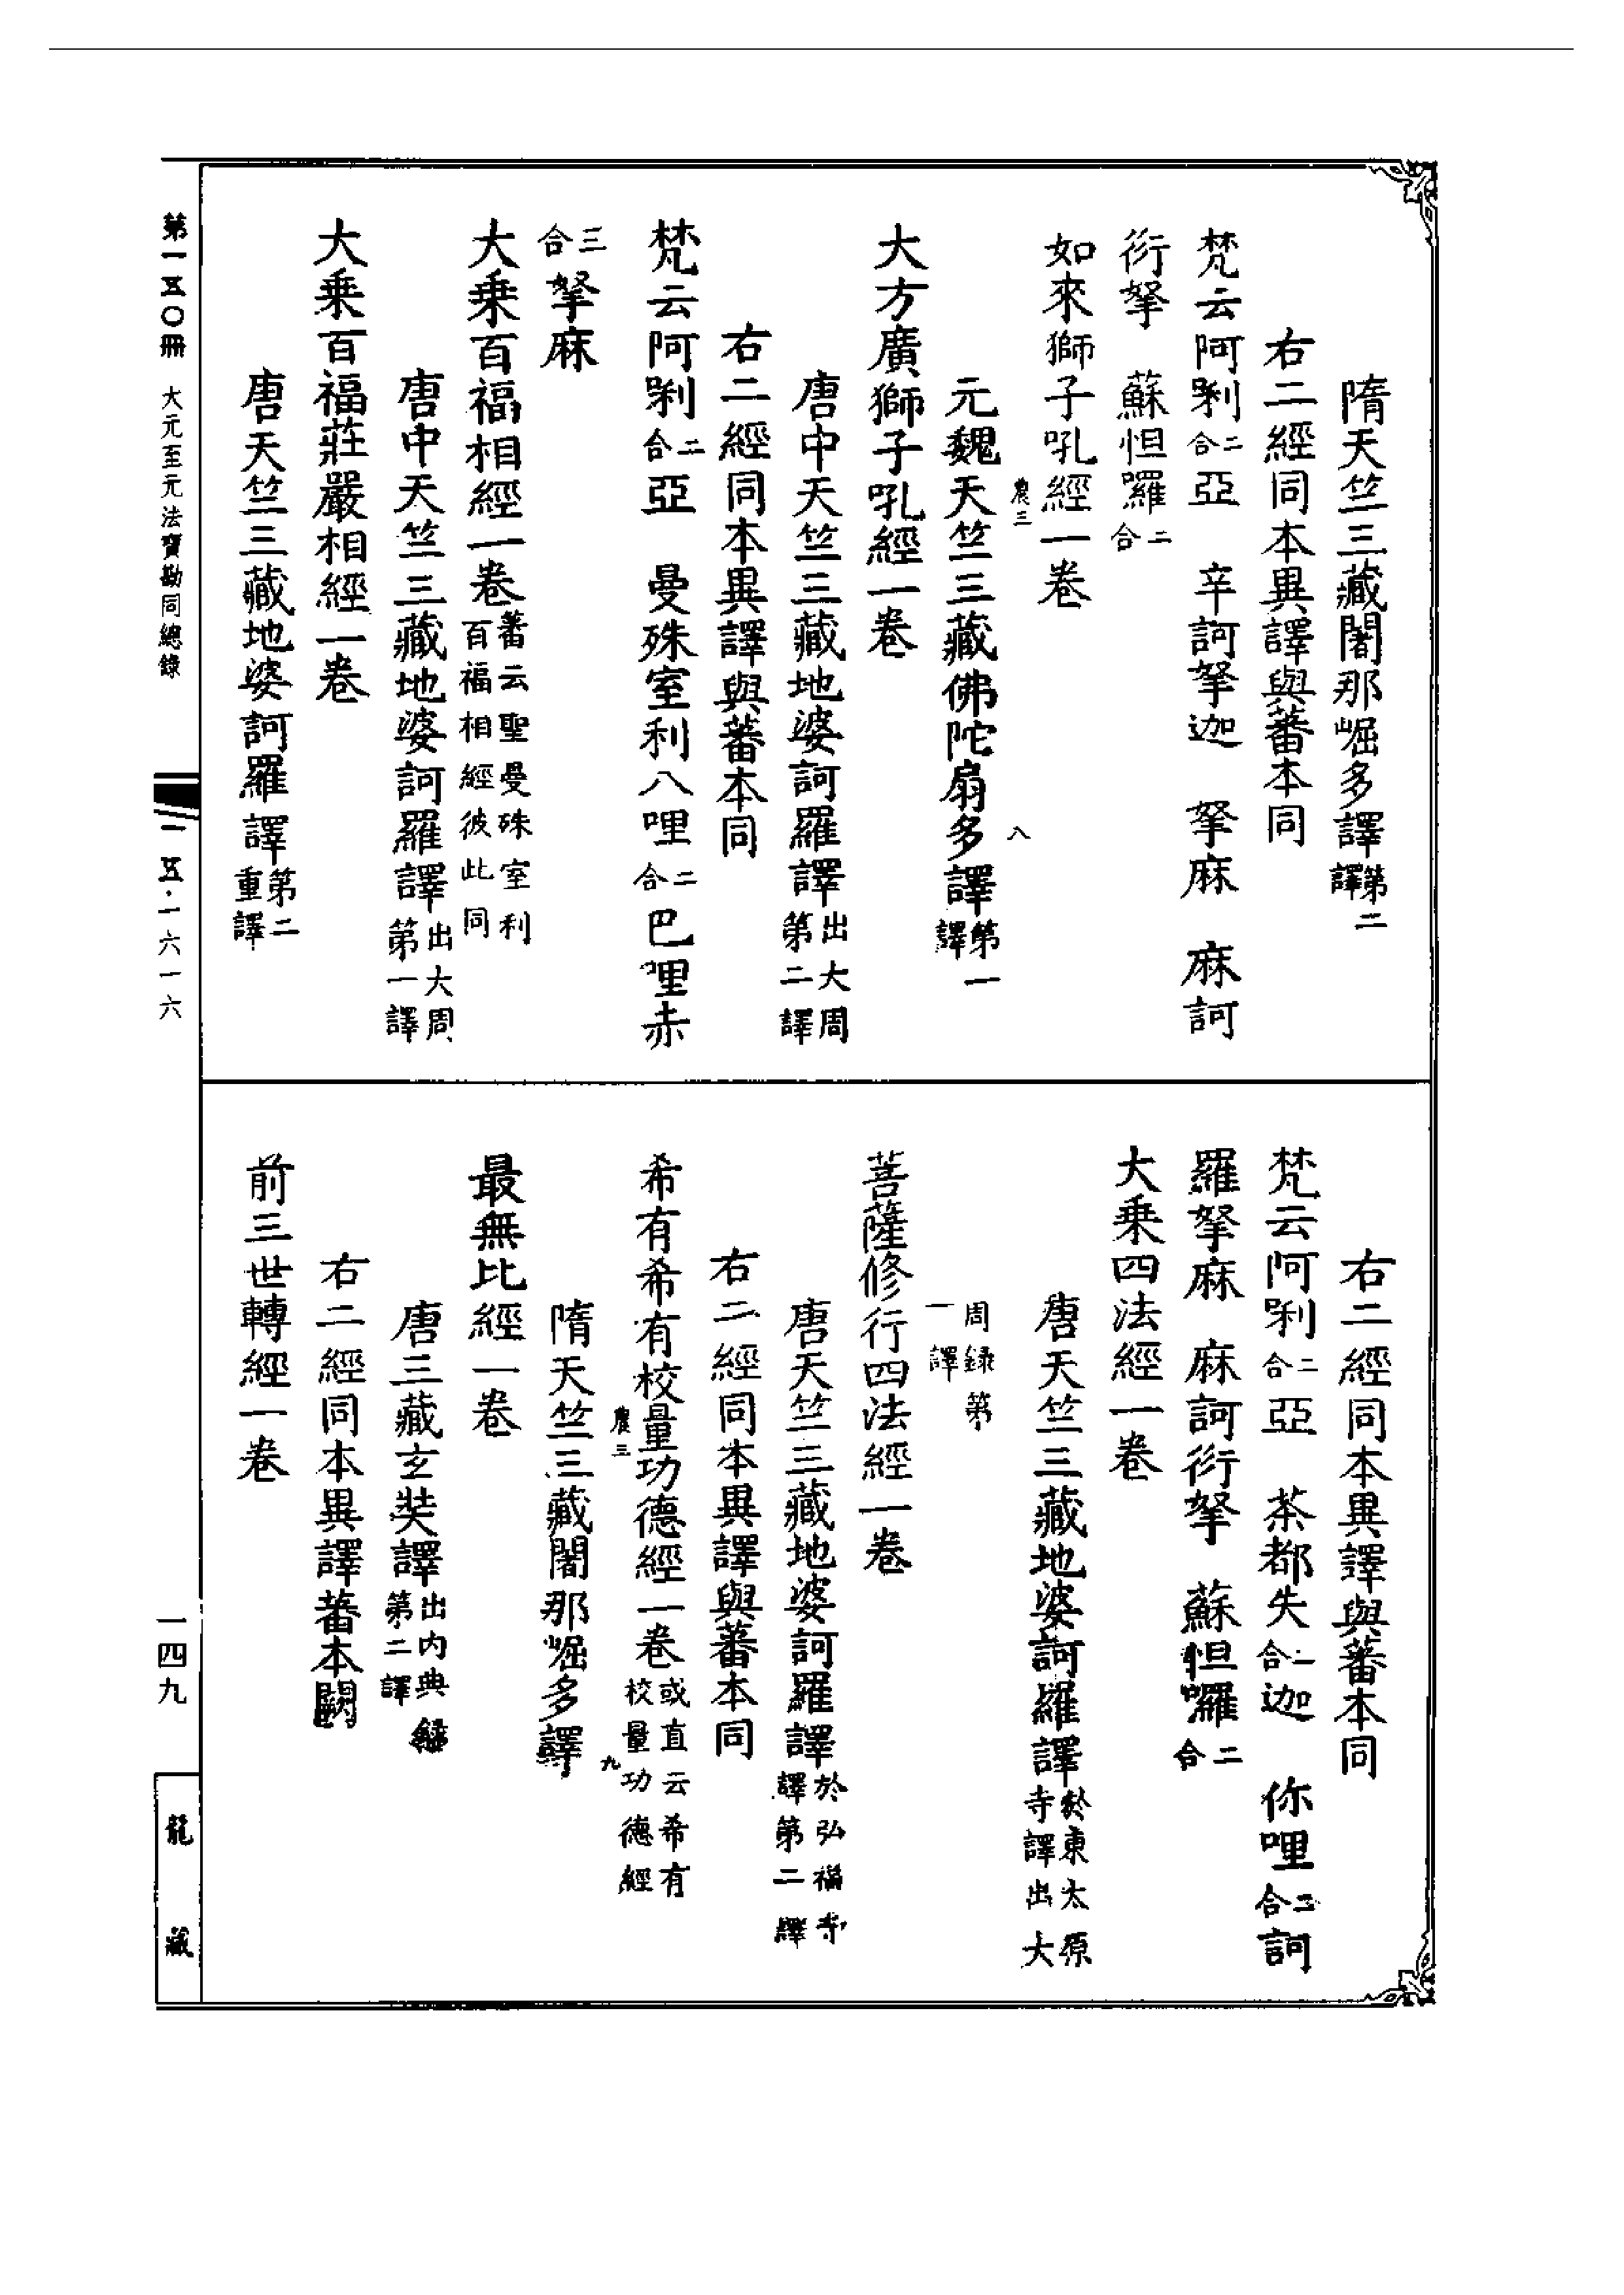 隋天竺三藏闍那崛多譯第二譯
右二經同本異譯與蕃本同
梵云阿唎二合亞　辛訶拏迦　拏麻　麻訶
衍拏　蘇怛囉二合
如來獅子吼經一卷
農三　八
元魏天竺三藏佛陀扇多譯第一譯
大方廣獅子吼經一卷
唐中天竺三藏地婆訶羅譯出大周第二譯
右二經同本異譯與蕃本同
梵云阿唎二合亞　曼殊室利八哩二合巴哩赤
三合拏麻
大乘百福相經一卷蕃云聖曼殊室利百福相經彼此同
唐中天竺三藏地婆訶羅譯出大周第一譯
大乘百福莊嚴相經一卷
唐天竺三藏地婆訶羅譯第二重譯
右二經同本異譯與蕃本同
梵云阿唎二合亞　茶都失二合迦　你哩二合訶
羅拏麻　麻訶衍拏　蘇怛囉二合
大乘四法經一卷
唐天竺三藏地婆訶羅譯於東太原寺譯出大
周錄第一譯
菩薩修行四法經一卷
唐天竺三藏地婆訶羅譯於弘福寺譯第二譯
右二經同本異譯與蕃本同
希有希有校量功德經一卷或直云希有校量功德經
農三　九
隋天竺三藏闍那崛多譯
最無比經一卷
唐三藏玄奘譯出內典錄第二譯
右二經同本異譯蕃本闕
前三世轉經一卷
第一五〇冊　大元至元法寶勘同總錄
一五·一六一六
一四九
龍藏